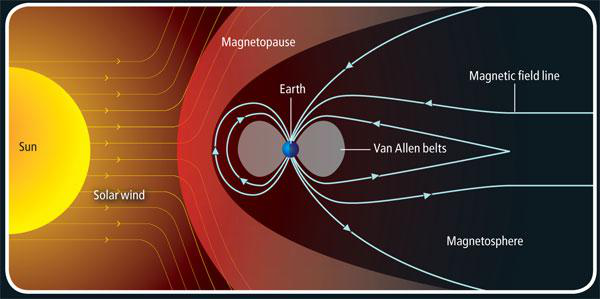 Magnetopause
Magnetic field line
Earth
Sun
Van Allen belts
Solar wind
Magnetosphere